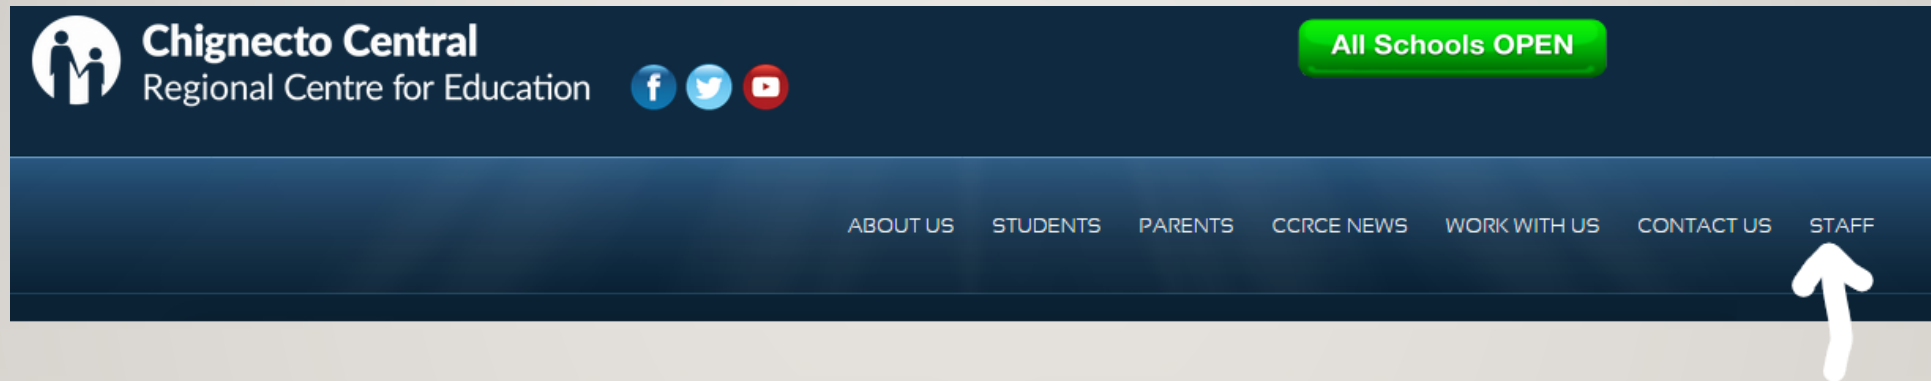 Chignecto Central
Regional Centre for Education
All Schools OPEN
ABOUT US STUDENTS PARENTS CCRCE NEWS WORK WITH US CONTACT US STAFF